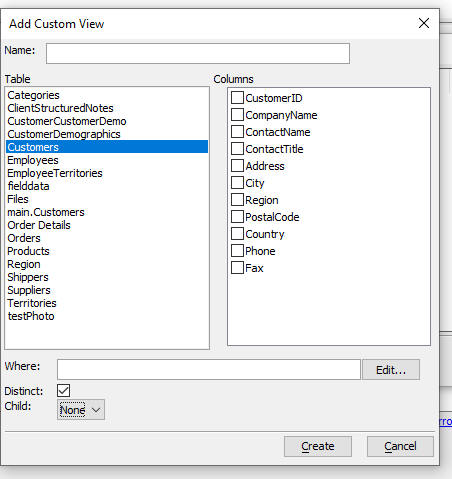 Add Custom View
Name:
Table
Columns
Categories
ClientStructuredNotes
CustomerCustomerDemo
CustomerDemographics
Customers
Employees
EmployeeTerritories
fielddata
Files
main.Customers
Order Details
Orders
Products
Region
Shippers
Suppliers
Territories
testPhoto
CustomerID
CompanyName
ContactName
ContactTitle
Address
City
Region
PostalCode
Country
Phone
Fax
Where:
Edit...
Distinct:
Child:
None
Create
Cancel